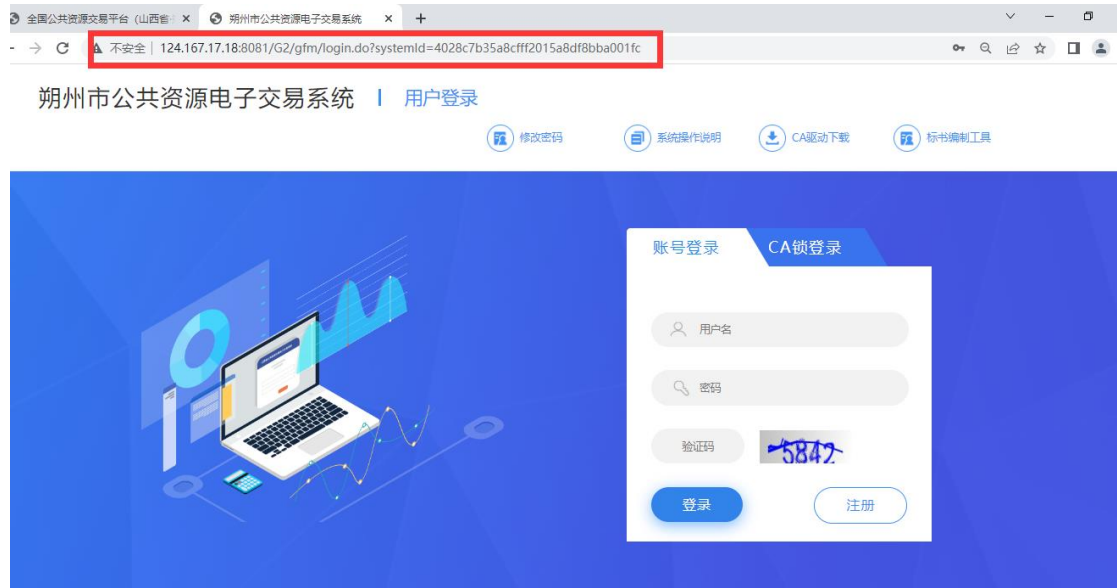 全国公共资源交易平台（山西省
朔州市公共资源电子交易系统
不安全 124.167.17.18:8081/G2/gfm/login.do?systemId=4028c7b35a8cfff2015a8df8bba001fc
朔州市公共资源电子交易系统 | 用户登录
修改密码 系统操作说明 CA驱动下载 标书编制工具
账号登录 CA锁登录
用户名
密码
验证码 5842
登录 注册